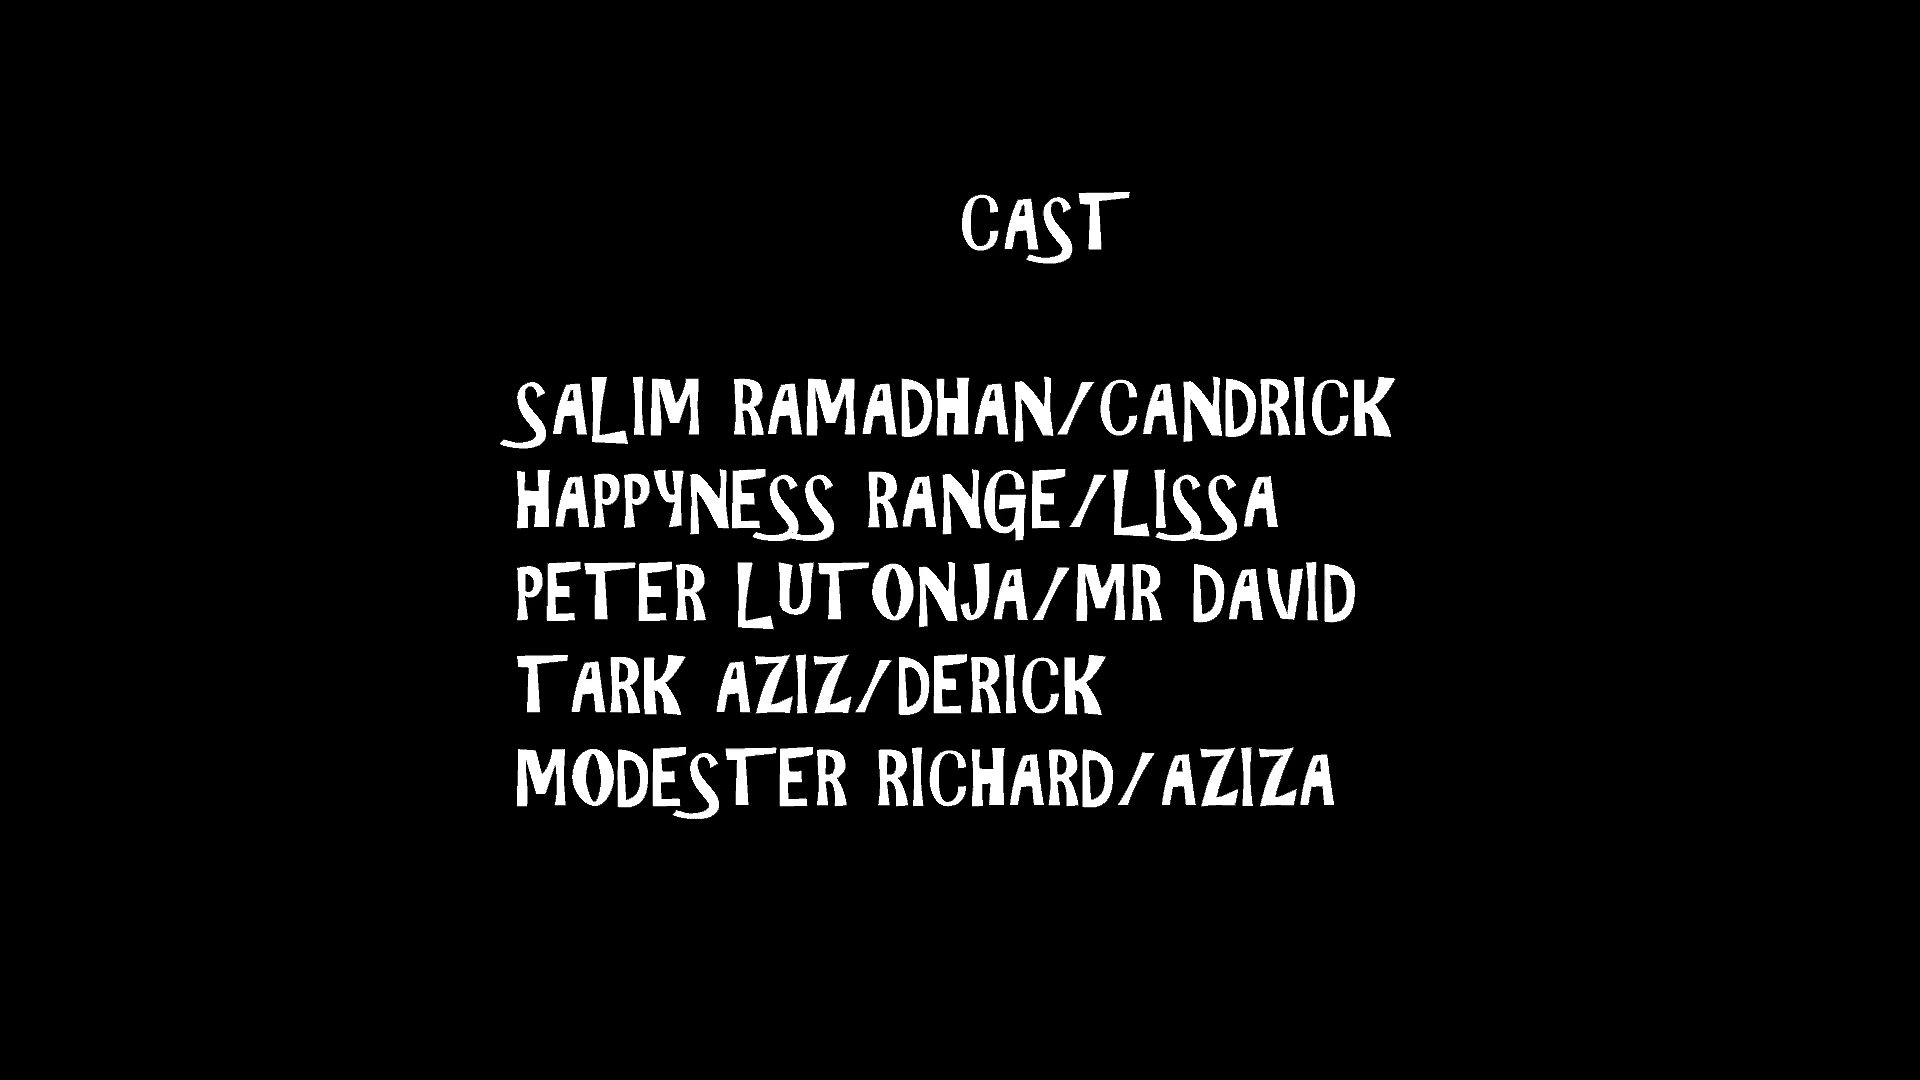 CAST
SALIM RAMADHAN/CANDRICK
HAPPYNESS RANGE/LISSA
PETER LUTONJA/MR DAVID
TARK AZIZ/DERICK
MODESTER RICHARD/AZIZA